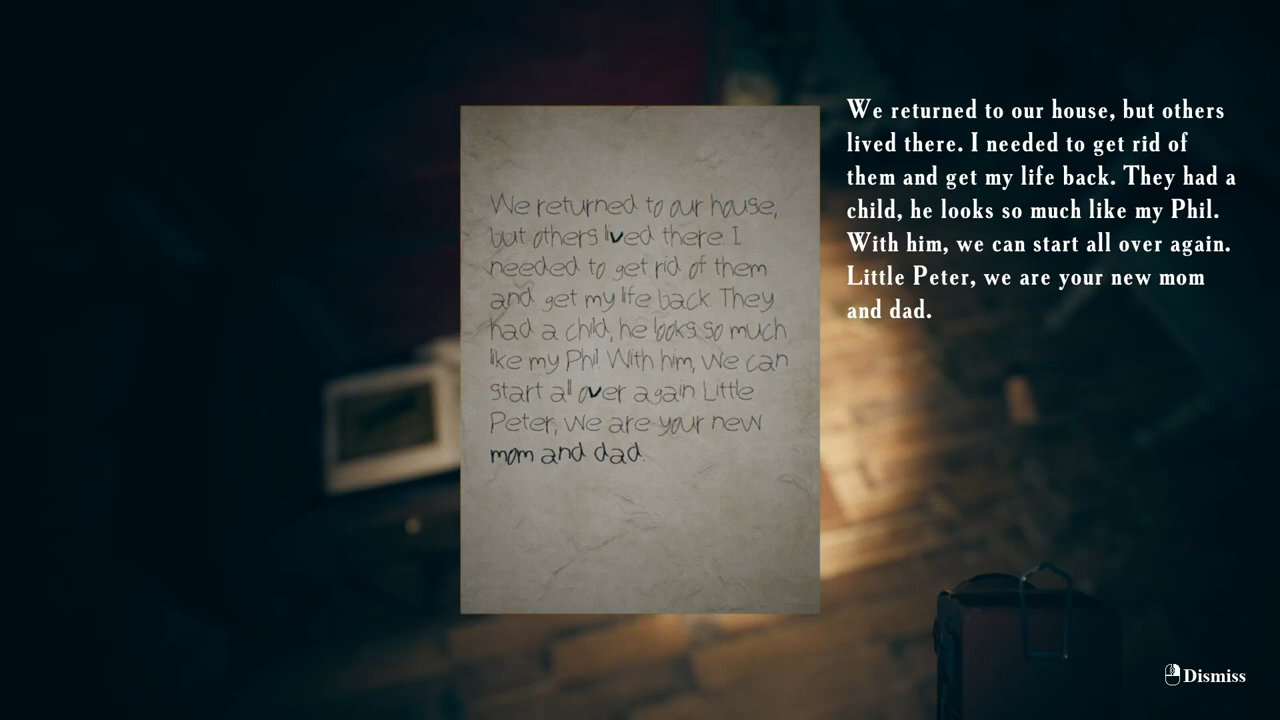 We returned to our house,
but others lived there. I
needed to get rid of them
and get my life back They
had a child, he looks so much
like my Phil With him, we can
start all over again Little
Peter, we are your new
mom and dad.
We returned to our house, but others
lived there. I needed to get rid of
them and get my life back. They had a
child, he looks so much like my Phil.
With him, we can start all over again.
Little Peter, we are your new mom
and dad.
Dismiss